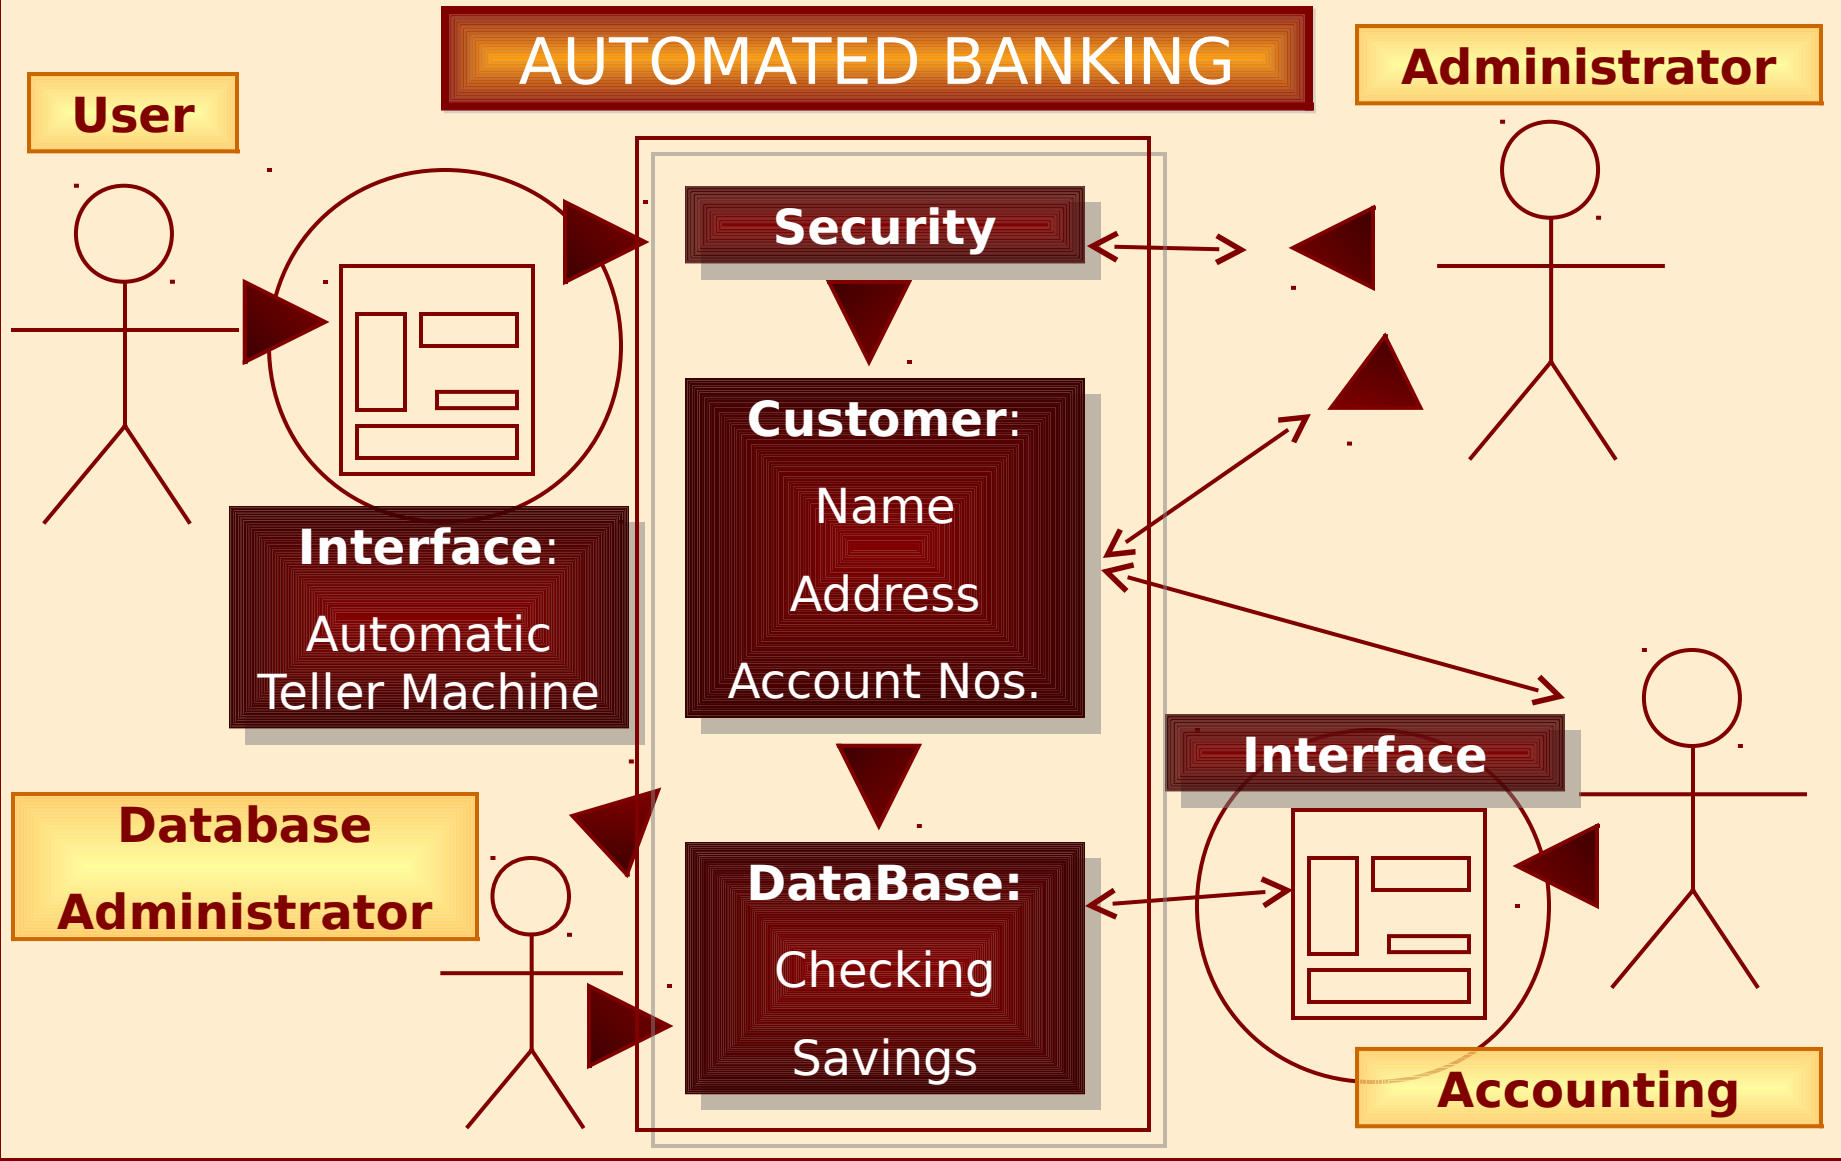 AUTOMATED BANKING
User
Administrator
Security
Customer:
Name
Address
Account Nos.
Interface:
Automatic
Teller Machine
Interface
Database
Administrator
DataBase:
Checking
Savings
Accounting